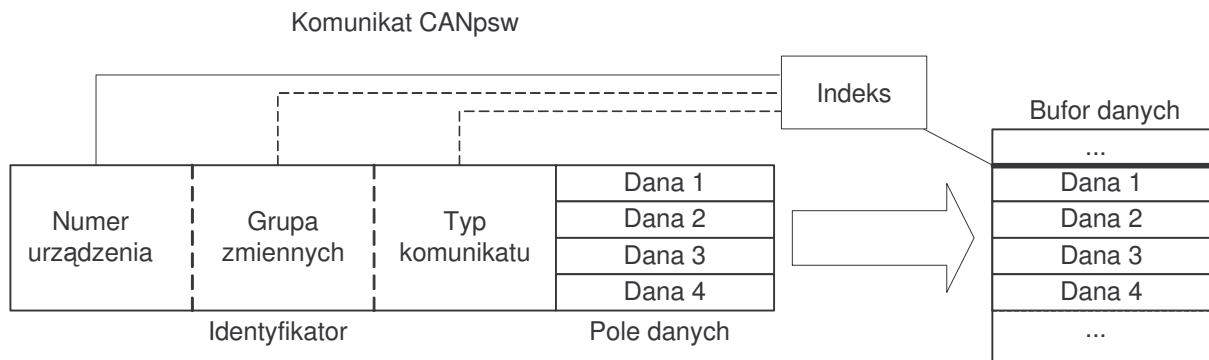 Komunikat CANpsw
Indeks
Bufor danych
...
Numer
urządzenia
Grupa
zmiennych
Typ
komunikatu
Dana 1
Dana 2
Dana 3
Dana 4
Dana 1
Dana 2
Dana 3
Dana 4
...
Identyfikator
Pole danych